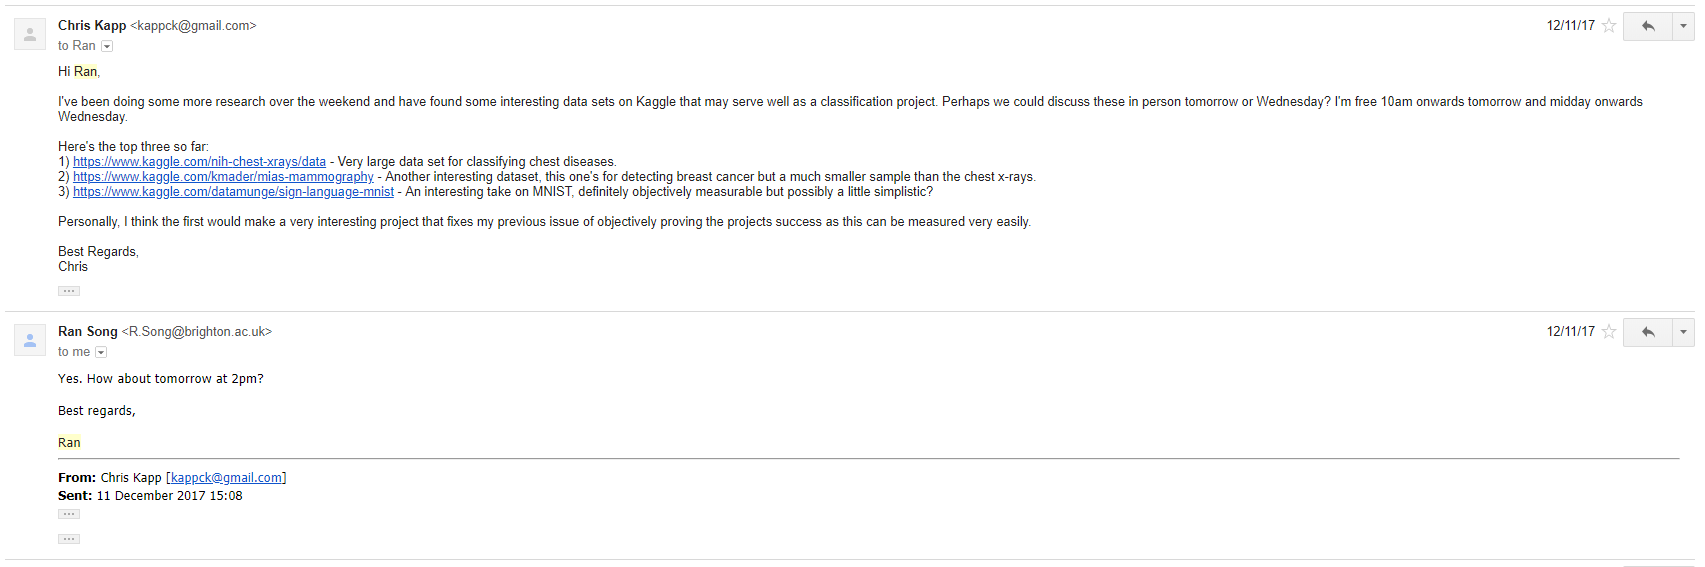 Chris Kapp <kappck@gmail.com> 12/11/17
to Ran
Hi Ran,
I've been doing some more research over the weekend and have found some interesting data sets on Kaggle that may serve well as a classification project. Perhaps we could discuss these in person tomorrow or Wednesday? I'm free 10am onwards tomorrow and midday onwards
Wednesday.
Here's the top three so far:
1) https://www.kaggle.com/nih-chest-xrays/data - Very large data set for classifying chest diseases.
2) https://www.kaggle.com/kmader/mias-mammography - Another interesting dataset, this one's for detecting breast cancer but a much smaller sample than the chest x-rays.
3) https://www.kaggle.com/datamunge/sign-language-mnist - An interesting take on MNIST, definitely objectively measurable but possibly a little simplistic?
Personally, I think the first would make a very interesting project that fixes my previous issue of objectively proving the projects success as this can be measured very easily.
Best Regards,
Chris
Ran Song <R.Song@brighton.ac.uk> 12/11/17
to me
Yes. How about tomorrow at 2pm?
Best regards,
Ran
From: Chris Kapp [kappck@gmail.com]
Sent: 11 December 2017 15:08